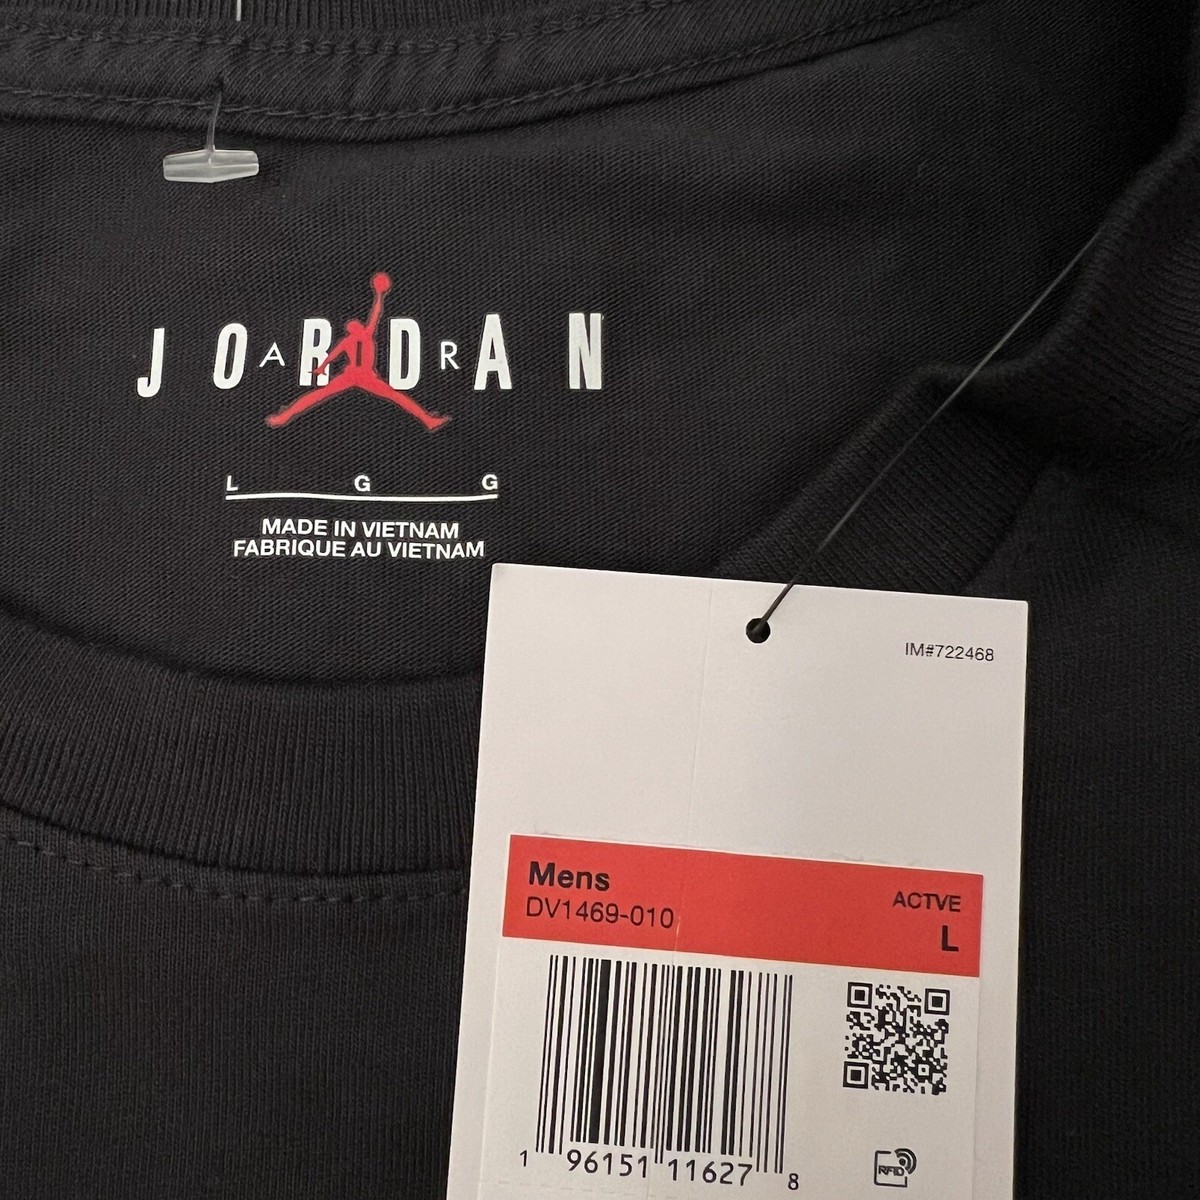 JORDAN
AIR
L G G
MADE IN VIETNAM
FABRIQUE AU VIETNAM
IM#722468
Mens
DV1469-010
ACTVE
L
1 96151 11627 8
RFID